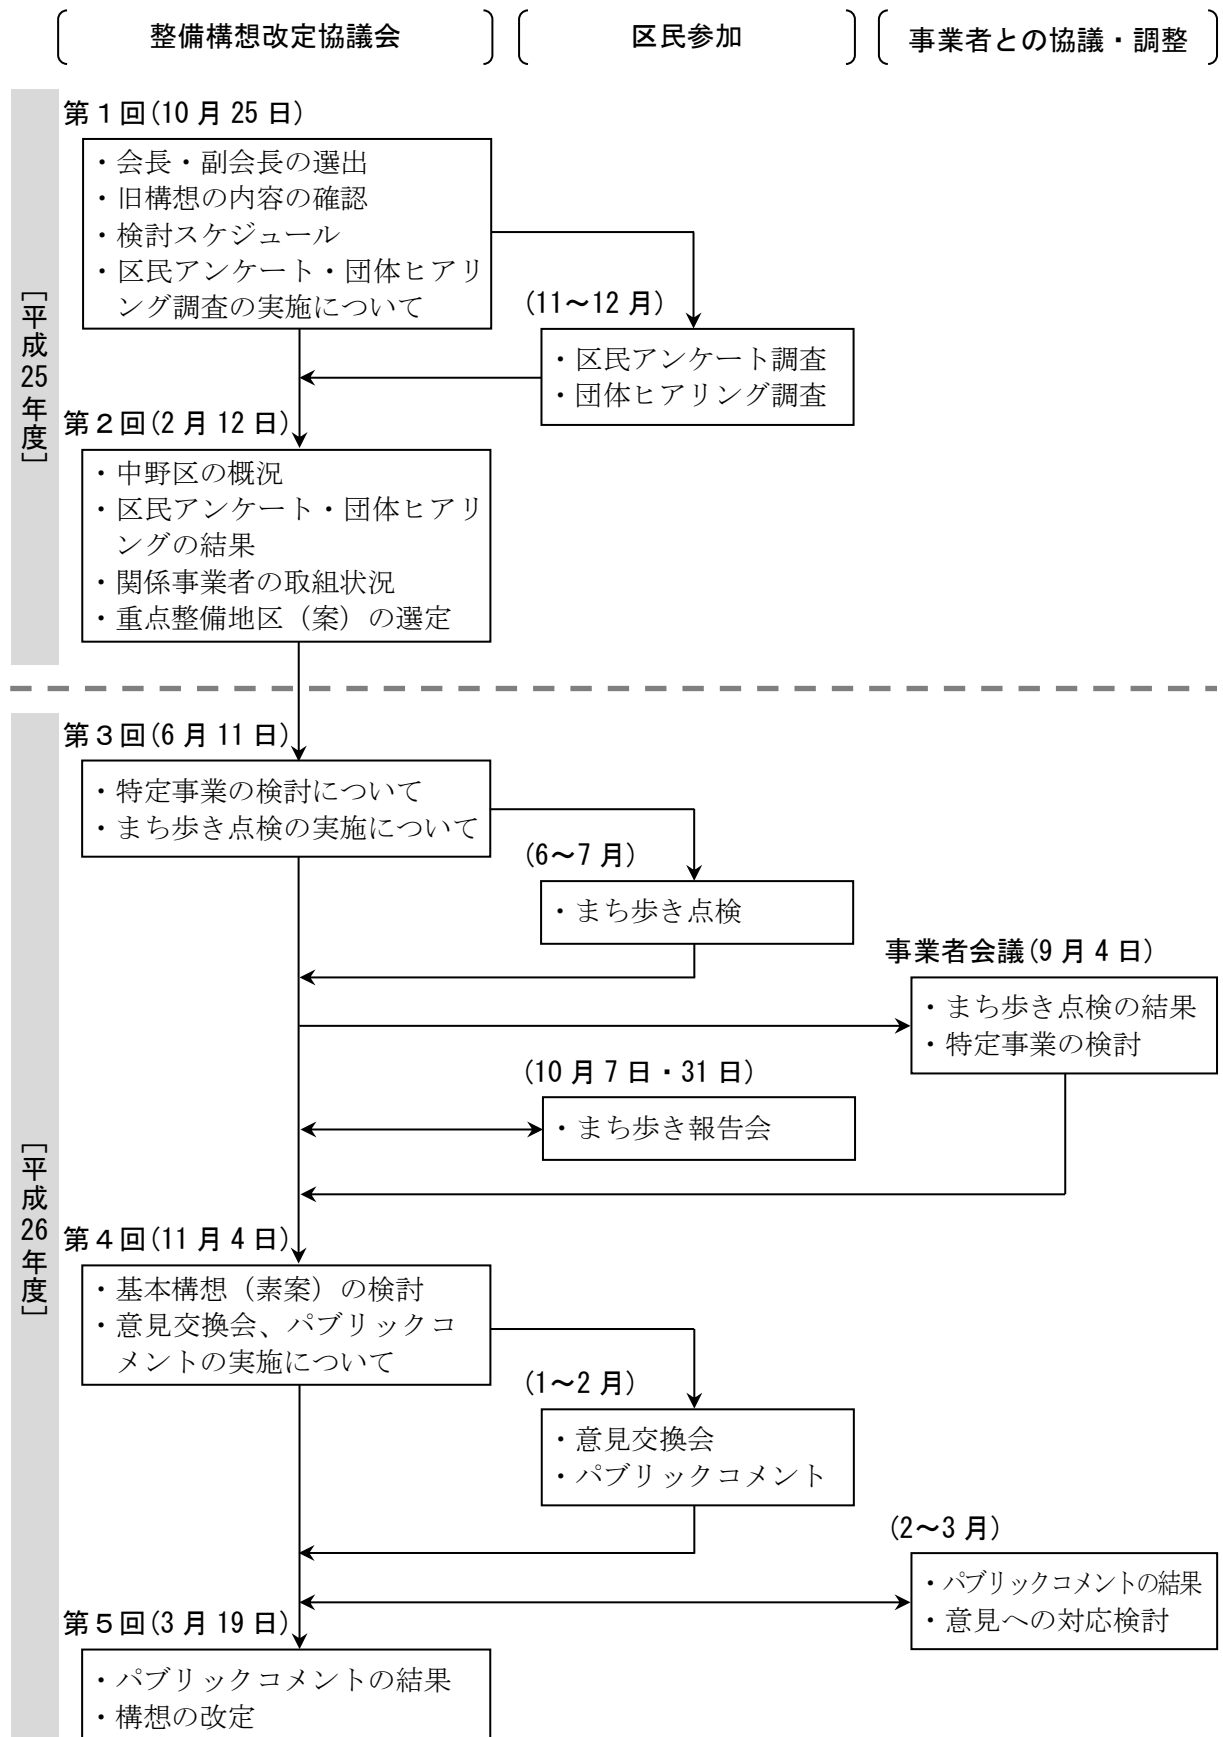 整備構想改定協議会
区民参加
事業者との協議・調整
[平成25年度]
第１回(10 月 25 日)
・会長・副会長の選出
・旧構想の内容の確認
・検討スケジュール
・区民アンケート・団体ヒアリ
ング調査の実施について
(11～12 月)
・区民アンケート調査
・団体ヒアリング調査
第２回(2 月 12 日)
・中野区の概況
・区民アンケート・団体ヒアリ
ングの結果
・関係事業者の取組状況
・重点整備地区（案）の選定
[平成26年度]
第３回(6 月 11 日)
・特定事業の検討について
・まち歩き点検の実施について
(6～7 月)
・まち歩き点検
事業者会議(9 月 4 日)
・まち歩き点検の結果
・特定事業の検討
(10 月 7 日・31 日)
・まち歩き報告会
第４回(11 月 4 日)
・基本構想（素案）の検討
・意見交換会、パブリックコ
メントの実施について
(1～2 月)
・意見交換会
・パブリックコメント
(2～3 月)
・パブリックコメントの結果
・意見への対応検討
第５回(3 月 19 日)
・パブリックコメントの結果
・構想の改定